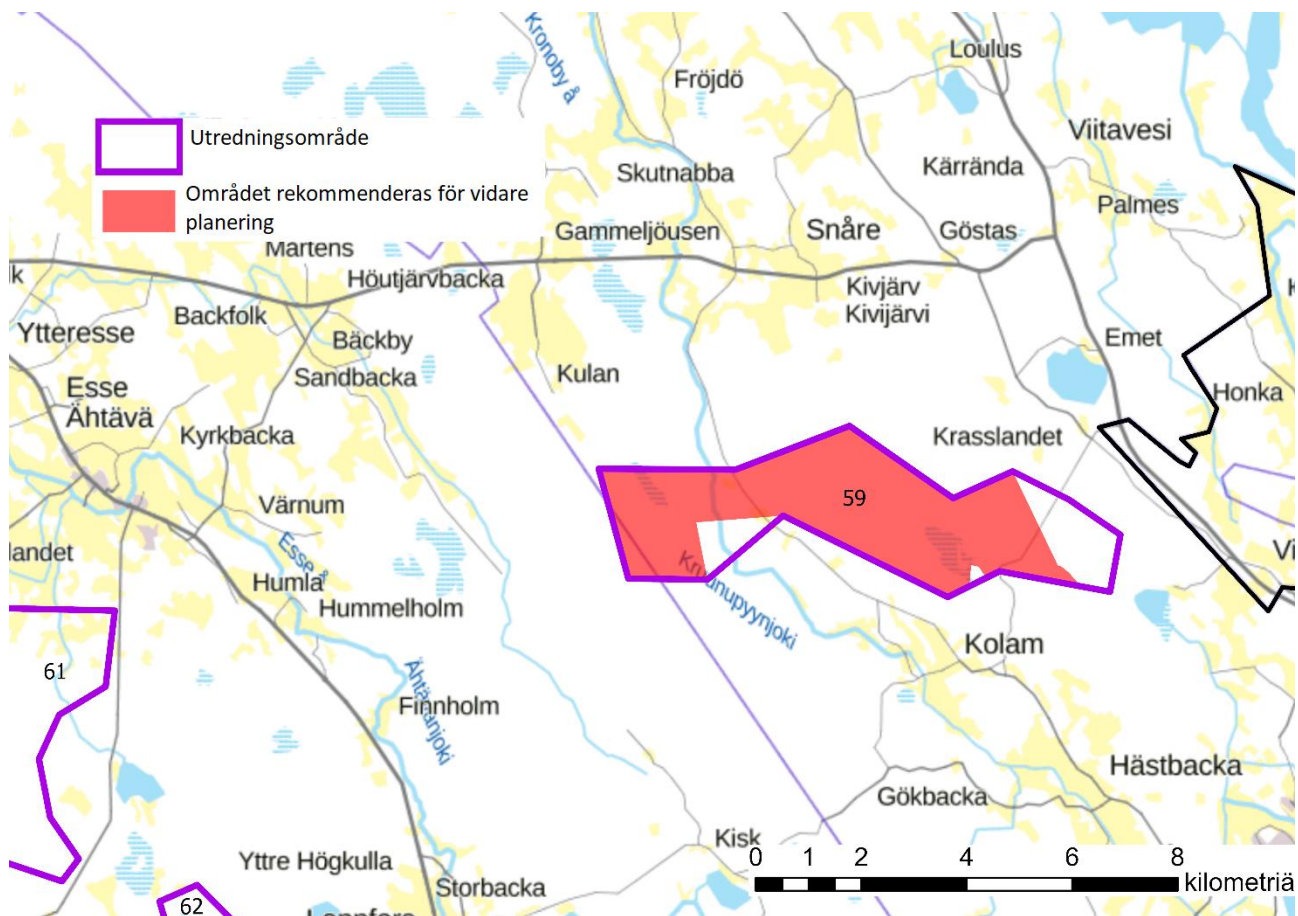 Kronoby å
Loulus
Fröjdö
Utredningsområde
Viitavesi
Kärrända
Skutnabba
Området rekommenderas för vidare
planering
Palmes
Gammeljöusen
Snåre
Göstas
Mårtens
Höutjärvbacka
Kivjärv
Kivijärvi
Backfolk
Ytteresse
Bäckby
Emet
Sandbacka
Kulan
Esse
Ähtävä
Honka
Kyrkbacka
Krasslandet
Värnum
59
landet
Esse å
Humla
Hummelholm
Kruunupyynjoki
Kolam
61
Ähtävänjoki
Finnholm
Hästbacka
Gökbacka
Kisk
Yttre Högkulla
0 1 2 4 6 8
kilometriä
Storbacka
62